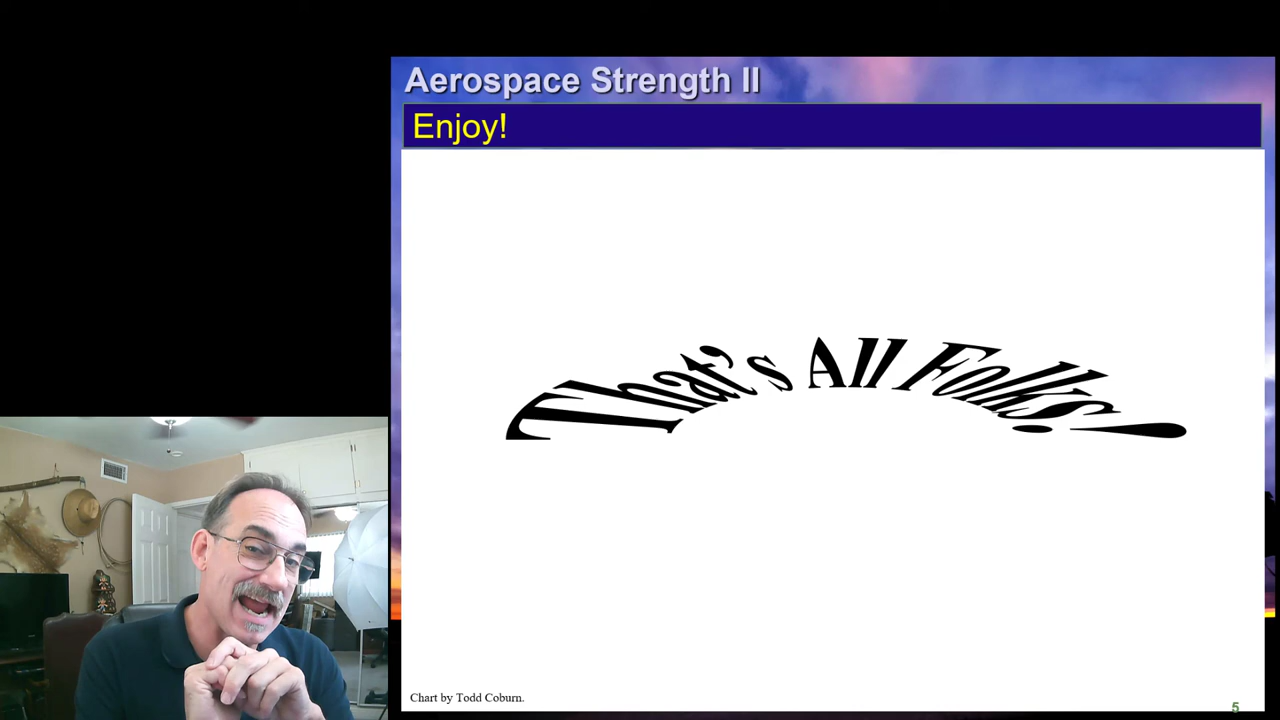 Aerospace Strength II
Enjoy!
That's All Folks!
Chart by Todd Coburn.
5